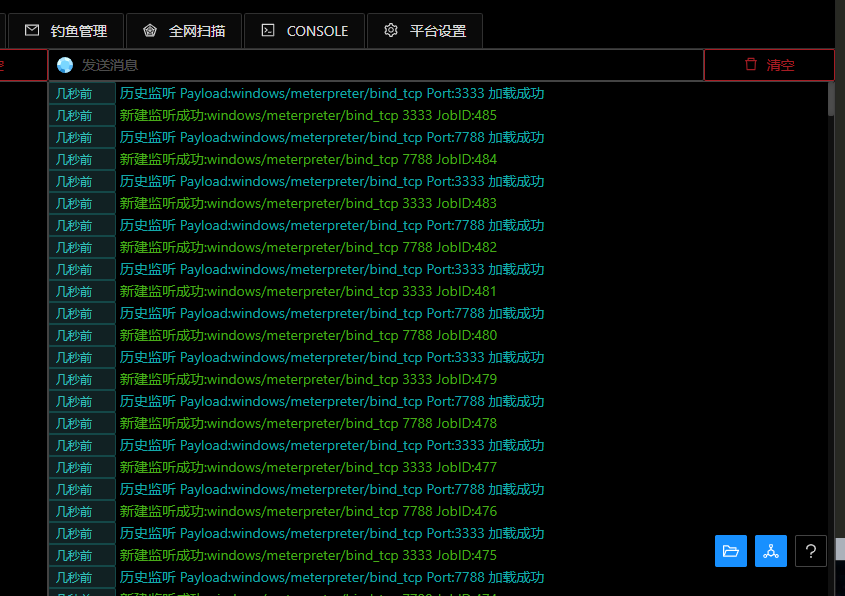 钓鱼管理 全网扫描 CONSOLE 平台设置
发送消息 清空
几秒前 历史监听 Payload:windows/meterpreter/bind_tcp Port:3333 加载成功
几秒前 新建监听成功:windows/meterpreter/bind_tcp 3333 JobID:485
几秒前 历史监听 Payload:windows/meterpreter/bind_tcp Port:7788 加载成功
几秒前 新建监听成功:windows/meterpreter/bind_tcp 7788 JobID:484
几秒前 历史监听 Payload:windows/meterpreter/bind_tcp Port:3333 加载成功
几秒前 新建监听成功:windows/meterpreter/bind_tcp 3333 JobID:483
几秒前 历史监听 Payload:windows/meterpreter/bind_tcp Port:7788 加载成功
几秒前 新建监听成功:windows/meterpreter/bind_tcp 7788 JobID:482
几秒前 历史监听 Payload:windows/meterpreter/bind_tcp Port:3333 加载成功
几秒前 新建监听成功:windows/meterpreter/bind_tcp 3333 JobID:481
几秒前 历史监听 Payload:windows/meterpreter/bind_tcp Port:7788 加载成功
几秒前 新建监听成功:windows/meterpreter/bind_tcp 7788 JobID:480
几秒前 历史监听 Payload:windows/meterpreter/bind_tcp Port:3333 加载成功
几秒前 新建监听成功:windows/meterpreter/bind_tcp 3333 JobID:479
几秒前 历史监听 Payload:windows/meterpreter/bind_tcp Port:7788 加载成功
几秒前 新建监听成功:windows/meterpreter/bind_tcp 7788 JobID:478
几秒前 历史监听 Payload:windows/meterpreter/bind_tcp Port:3333 加载成功
几秒前 新建监听成功:windows/meterpreter/bind_tcp 3333 JobID:477
几秒前 历史监听 Payload:windows/meterpreter/bind_tcp Port:7788 加载成功
几秒前 新建监听成功:windows/meterpreter/bind_tcp 7788 JobID:476
几秒前 历史监听 Payload:windows/meterpreter/bind_tcp Port:3333 加载成功
几秒前 新建监听成功:windows/meterpreter/bind_tcp 3333 JobID:475
几秒前 历史监听 Payload:windows/meterpreter/bind_tcp Port:7788 加载成功